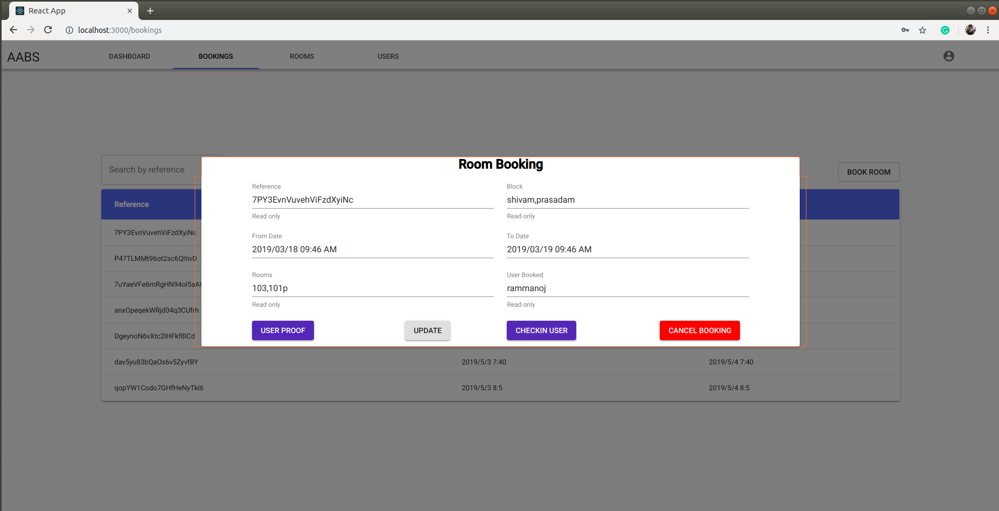 React App
localhost:3000/bookings
AABS DASHBOARD BOOKINGS ROOMS USERS
Search by reference
BOOK ROOM
Room Booking
Reference Block
7PY3EvnVuvehViFzdXyiNc shivam,prasadam
Read only Read only
From Date To Date
2019/03/18 09:46 AM 2019/03/19 09:46 AM
Rooms User Booked
103,101p rammanoj
Read only Read only
USER PROOF UPDATE CHECKIN USER CANCEL BOOKING
Reference
7PY3EvnVuvehViFzdXyiNc
P47TLMMt96ot2sc6QItivD
anxOpeqekWRjd04q3CUfrh
DgeynoN6vXtc2lHFkf8lCd
dav5yu83bQaOs6v5ZyvfBY 2019/5/3 7:40 2019/5/4 7:40
qopYW1Codo7GHfHeNyTkl6 2019/5/3 8:5 2019/5/4 8:5